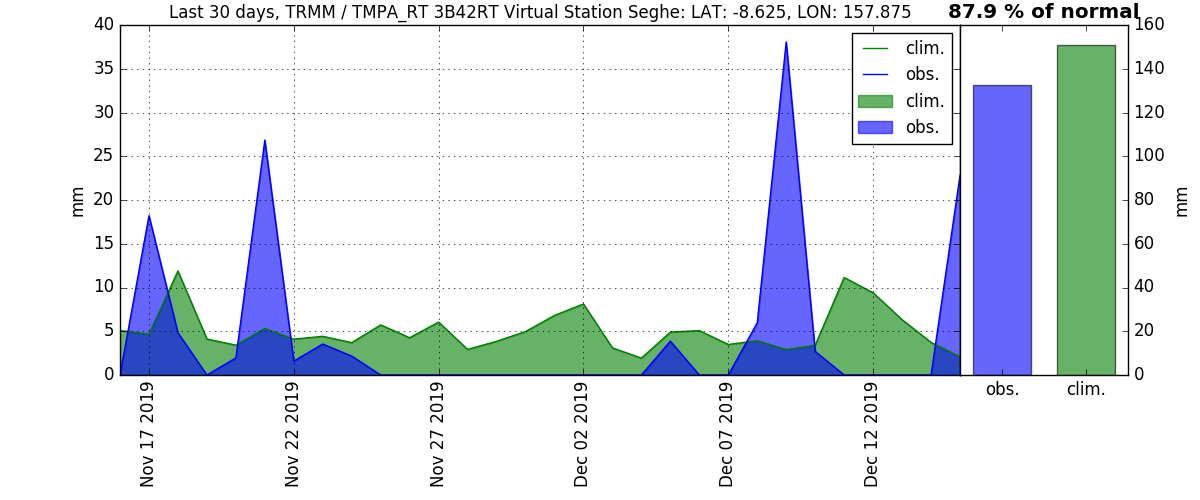 Last 30 days, TRMM / TMPA_RT 3B42RT Virtual Station Seghe: LAT: -8.625, LON: 157.875
87.9 % of normal
40
35
30
25
20
15
10
5
0
mm
clim.
obs.
clim.
obs.
160
140
120
100
80
60
40
20
0
mm
Nov 17 2019
Nov 22 2019
Nov 27 2019
Dec 02 2019
Dec 07 2019
Dec 12 2019
obs.
clim.